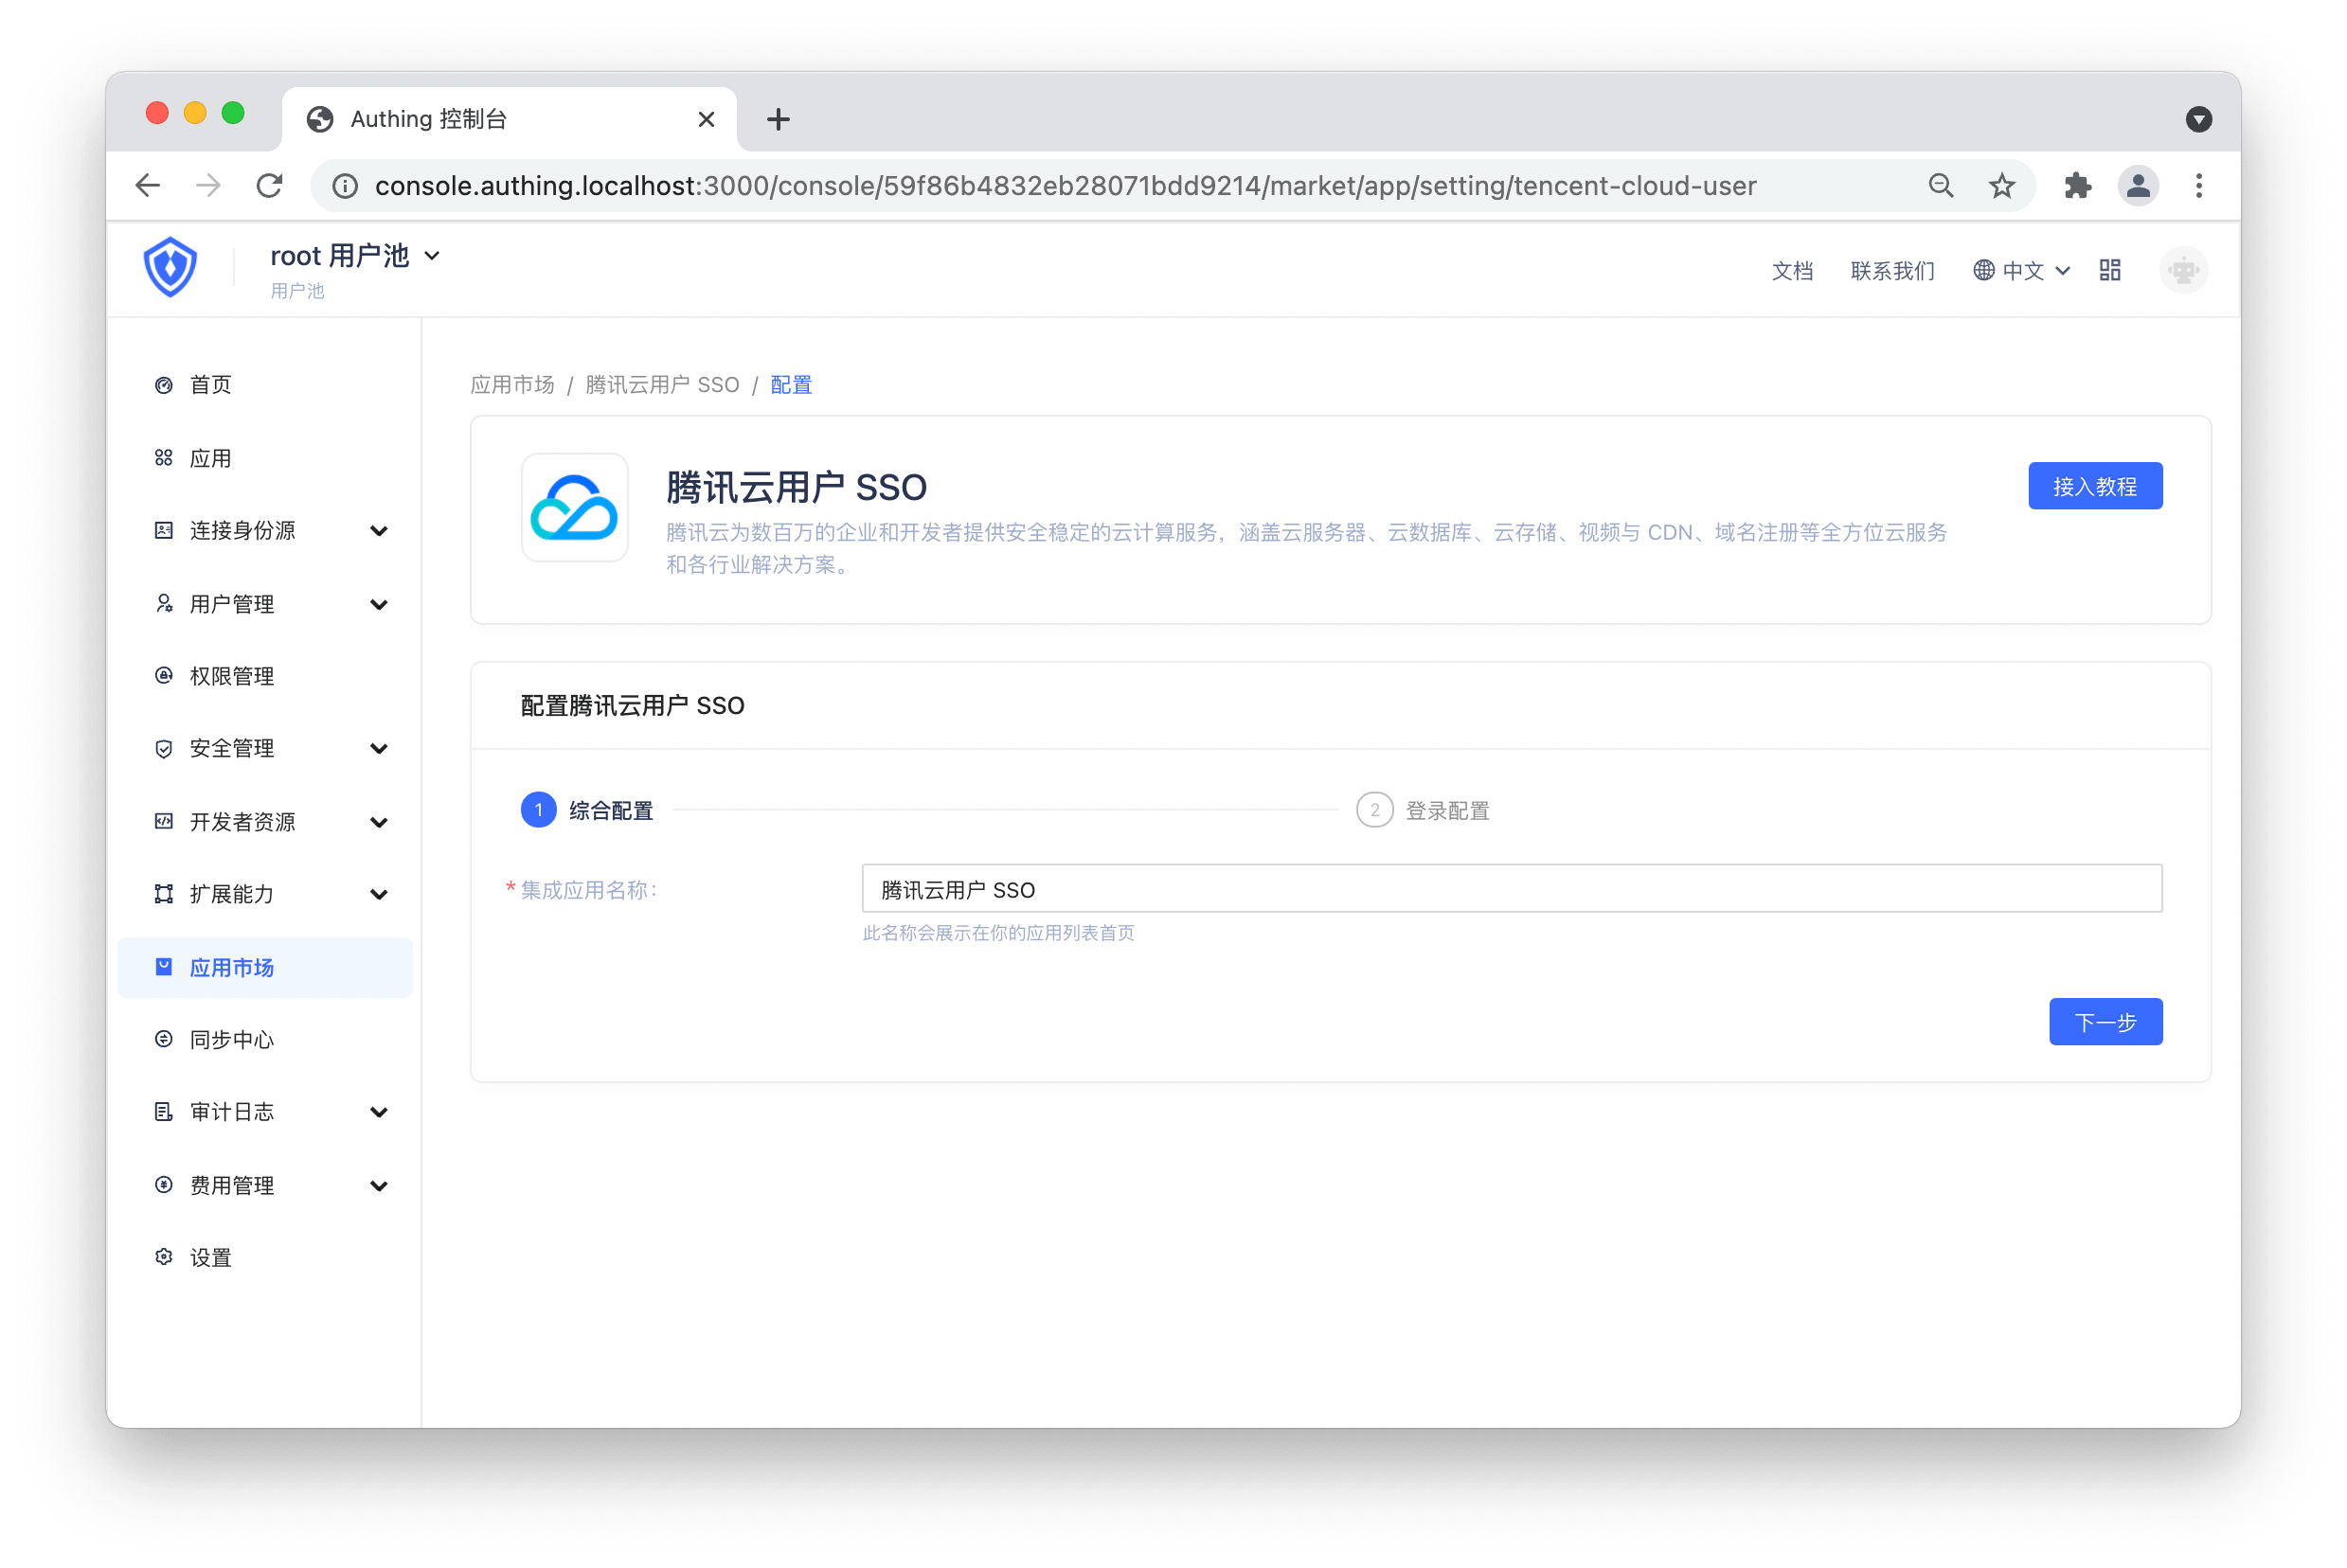 Authing 控制台
console.authing.localhost:3000/console/59f86b4832eb28071bdd9214/market/app/setting/tencent-cloud-user
root 用户池
用户池
文档
联系我们
中文
首页
应用
连接身份源
用户管理
权限管理
安全管理
开发者资源
扩展能力
应用市场
同步中心
审计日志
费用管理
设置
应用市场 / 腾讯云用户 SSO / 配置
腾讯云用户 SSO
接入教程
腾讯云为数百万的企业和开发者提供安全稳定的云计算服务，涵盖云服务器、云数据库、云存储、视频与 CDN、域名注册等全方位云服务
和各行业解决方案。
配置腾讯云用户 SSO
1 综合配置
2 登录配置
* 集成应用名称：
腾讯云用户 SSO
此名称会展示在你的应用列表首页
下一步